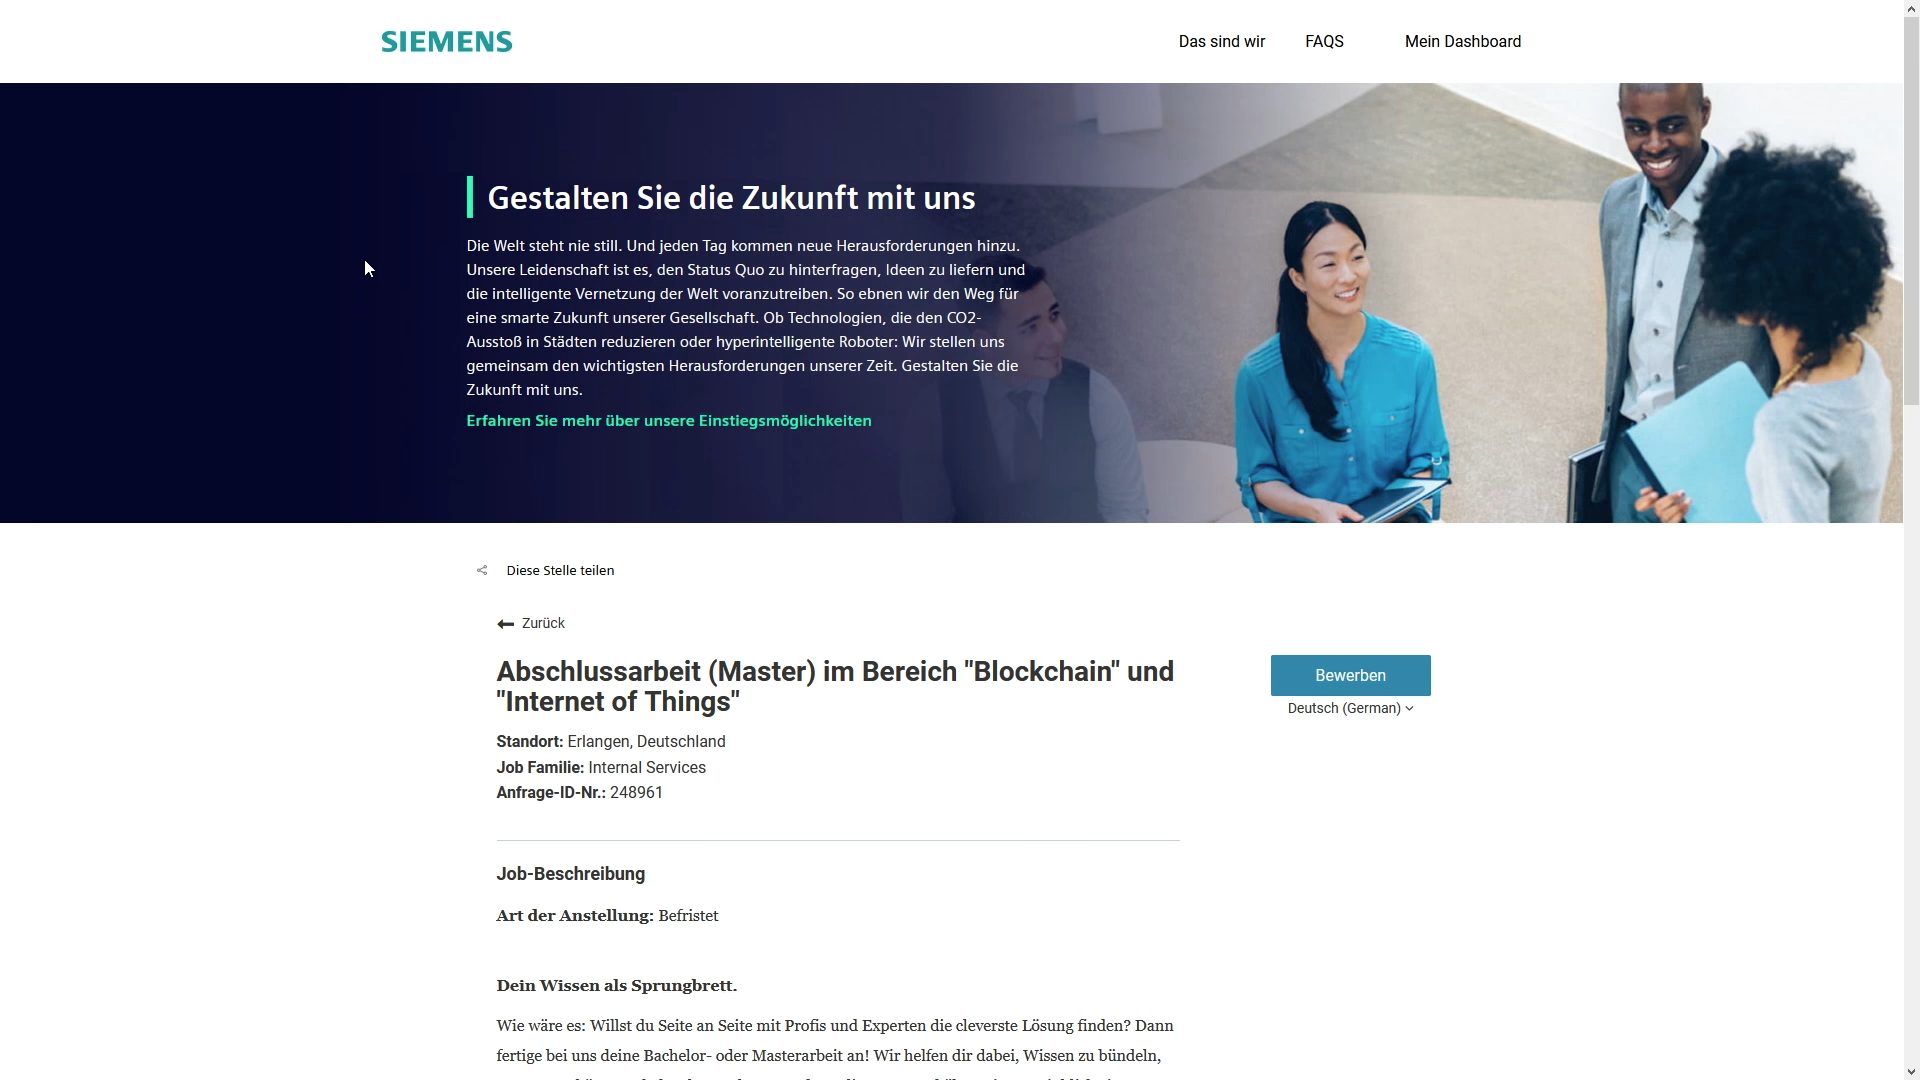 SIEMENS
Das sind wir
FAQS
Mein Dashboard
Gestalten Sie die Zukunft mit uns
Die Welt steht nie still. Und jeden Tag kommen neue Herausforderungen hinzu.
Unsere Leidenschaft ist es, den Status Quo zu hinterfragen, Ideen zu liefern und
die intelligente Vernetzung der Welt voranzutreiben. So ebnen wir den Weg für
eine smarte Zukunft unserer Gesellschaft. Ob Technologien, die den CO2-
Ausstoß in Städten reduzieren oder hyperintelligente Roboter: Wir stellen uns
gemeinsam den wichtigsten Herausforderungen unserer Zeit. Gestalten Sie die
Zukunft mit uns.
Erfahren Sie mehr über unsere Einstiegsmöglichkeiten
Diese Stelle teilen
Zurück
Abschlussarbeit (Master) im Bereich "Blockchain" und
"Internet of Things"
Bewerben
Deutsch (German)
Standort: Erlangen, Deutschland
Job Familie: Internal Services
Anfrage-ID-Nr.: 248961
Job-Beschreibung
Art der Anstellung: Befristet
Dein Wissen als Sprungbrett.
Wie wäre es: Willst du Seite an Seite mit Profis und Experten die cleverste Lösung finden? Dann
fertige bei uns deine Bachelor- oder Masterarbeit an! Wir helfen dir dabei, Wissen zu bündeln,